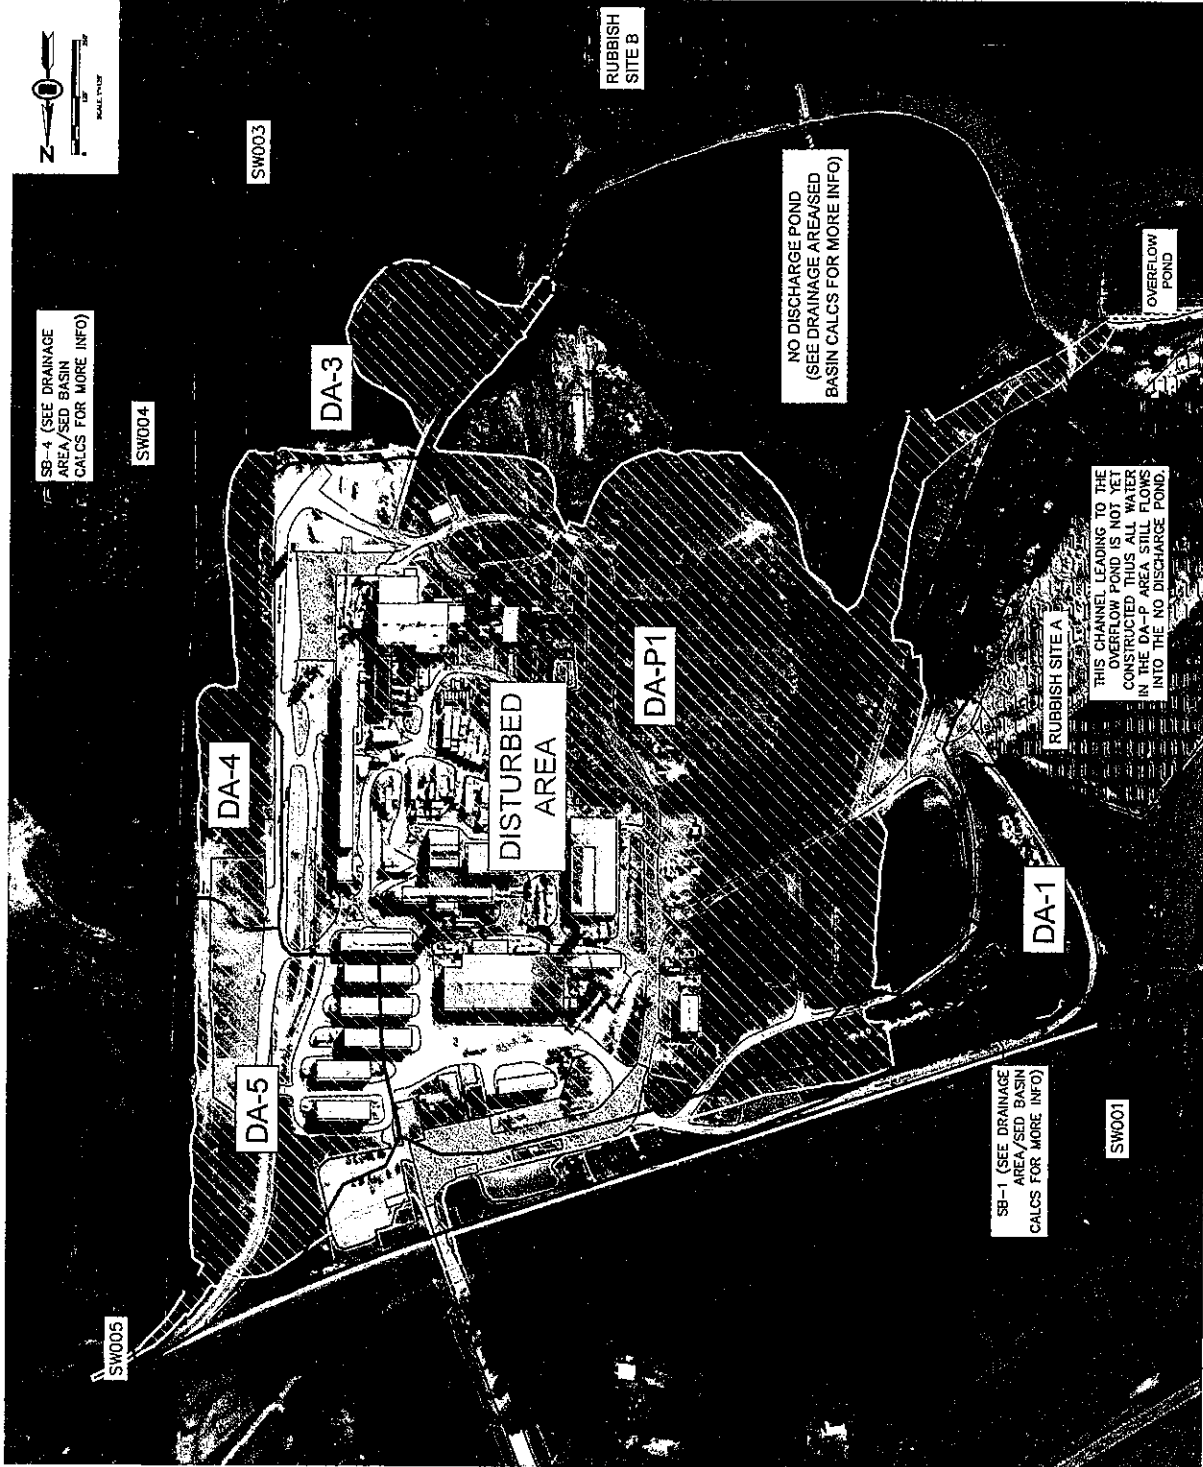 N
SCALE: 1"=125'
SW003
RUBBISH
SITE B
SB-4 (SEE DRAINAGE
AREA/SED BASIN
CALCS FOR MORE INFO)
SW004
DA-3
NO DISCHARGE POND
(SEE DRAINAGE AREA/SED
BASIN CALCS FOR MORE INFO)
OVERFLOW
POND
DA-4
DISTURBED
AREA
DA-P1
RUBBISH SITE A
THIS CHANNEL LEADING TO THE
OVERFLOW POND IS NOT YET
CONSTRUCTED THUS ALL WATER
IN THE DA-P AREA STILL FLOWS
INTO THE NO DISCHARGE POND.
DA-5
DA-1
SB-1 (SEE DRAINAGE
AREA/SED BASIN
CALCS FOR MORE INFO)
SW001
SW005